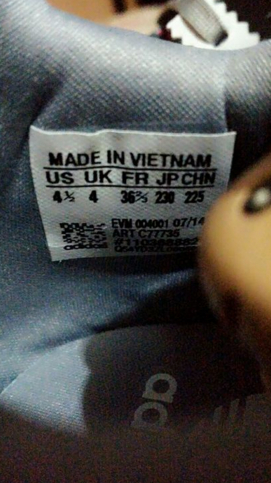 MADE IN VIETNAM
US UK FR JP CHN
4½ 4 36⅔ 230 225
EVN 004001 07/14
ART C77735